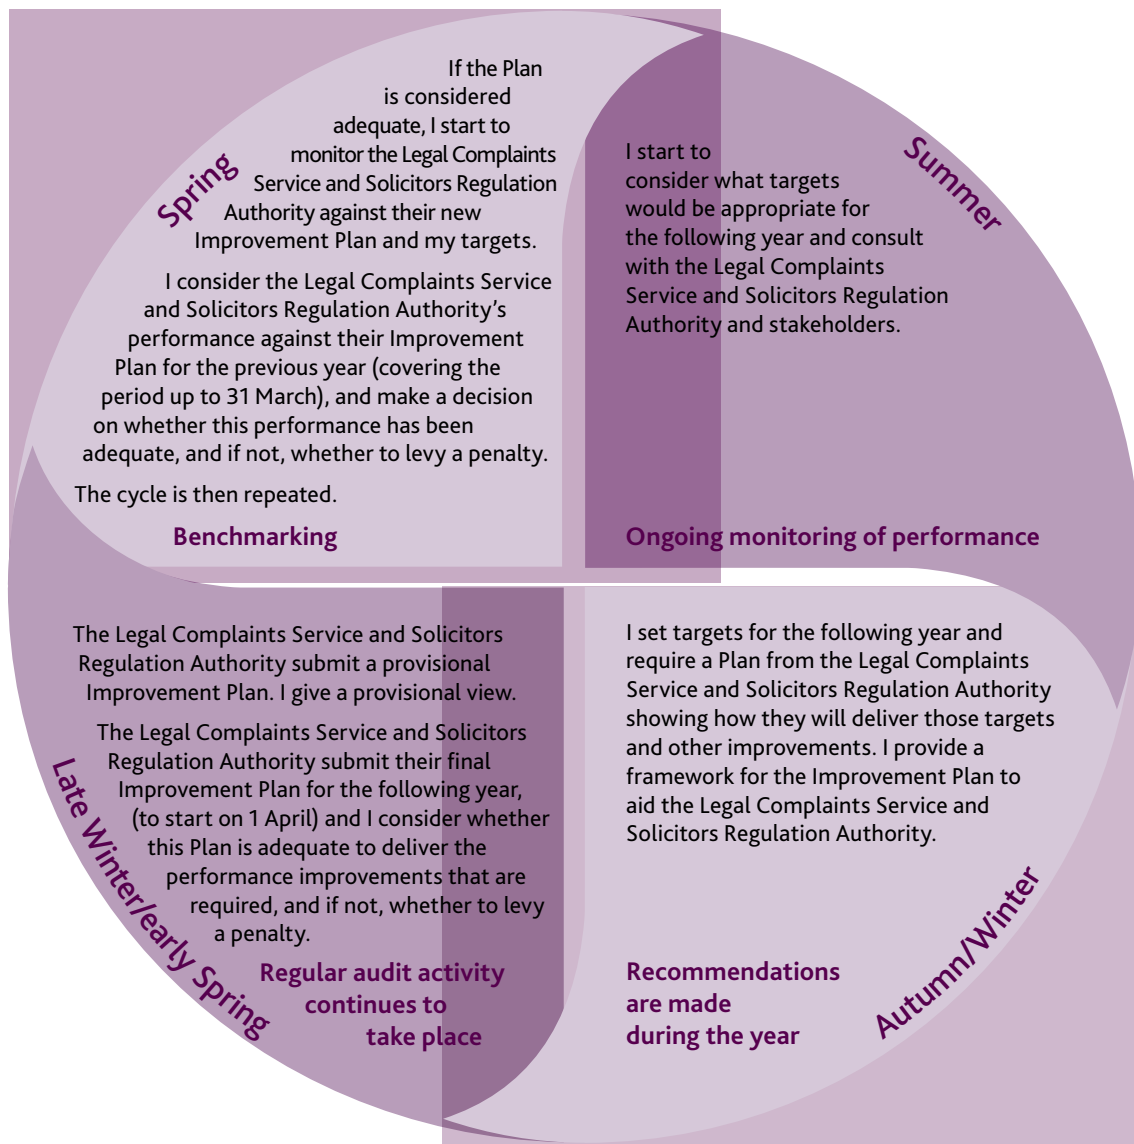 Spring
If the Plan
is considered
adequate, I start to
monitor the Legal Complaints
Service and Solicitors Regulation
Authority against their new
Improvement Plan and my targets.
I consider the Legal Complaints Service
and Solicitors Regulation Authority’s
performance against their Improvement
Plan for the previous year (covering the
period up to 31 March), and make a decision
on whether this performance has been
adequate, and if not, whether to levy a penalty.
The cycle is then repeated.
Benchmarking
Summer
I start to
consider what targets
would be appropriate for
the following year and consult
with the Legal Complaints
Service and Solicitors Regulation
Authority and stakeholders.
Ongoing monitoring of performance
I set targets for the following year and
require a Plan from the Legal Complaints
Service and Solicitors Regulation Authority
showing how they will deliver those targets
and other improvements. I provide a
framework for the Improvement Plan to
aid the Legal Complaints Service and
Solicitors Regulation Authority.
Autumn/Winter
Recommendations
are made
during the year
The Legal Complaints Service and Solicitors
Regulation Authority submit a provisional
Improvement Plan. I give a provisional view.
The Legal Complaints Service and Solicitors
Regulation Authority submit their final
Improvement Plan for the following year,
(to start on 1 April) and I consider whether
this Plan is adequate to deliver the
performance improvements that are
required, and if not, whether to levy
a penalty.
Late Winter/early Spring
Regular audit activity
continues to
take place